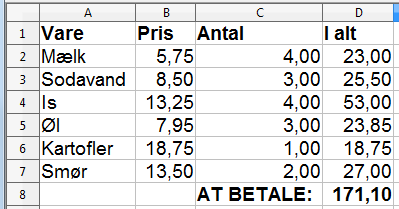 A B C D
1 Vare Pris Antal I alt
2 Mælk 5,75 4,00 23,00
3 Sodavand 8,50 3,00 25,50
4 Is 13,25 4,00 53,00
5 Øl 7,95 3,00 23,85
6 Kartofler 18,75 1,00 18,75
7 Smør 13,50 2,00 27,00
8 AT BETALE: 171,10